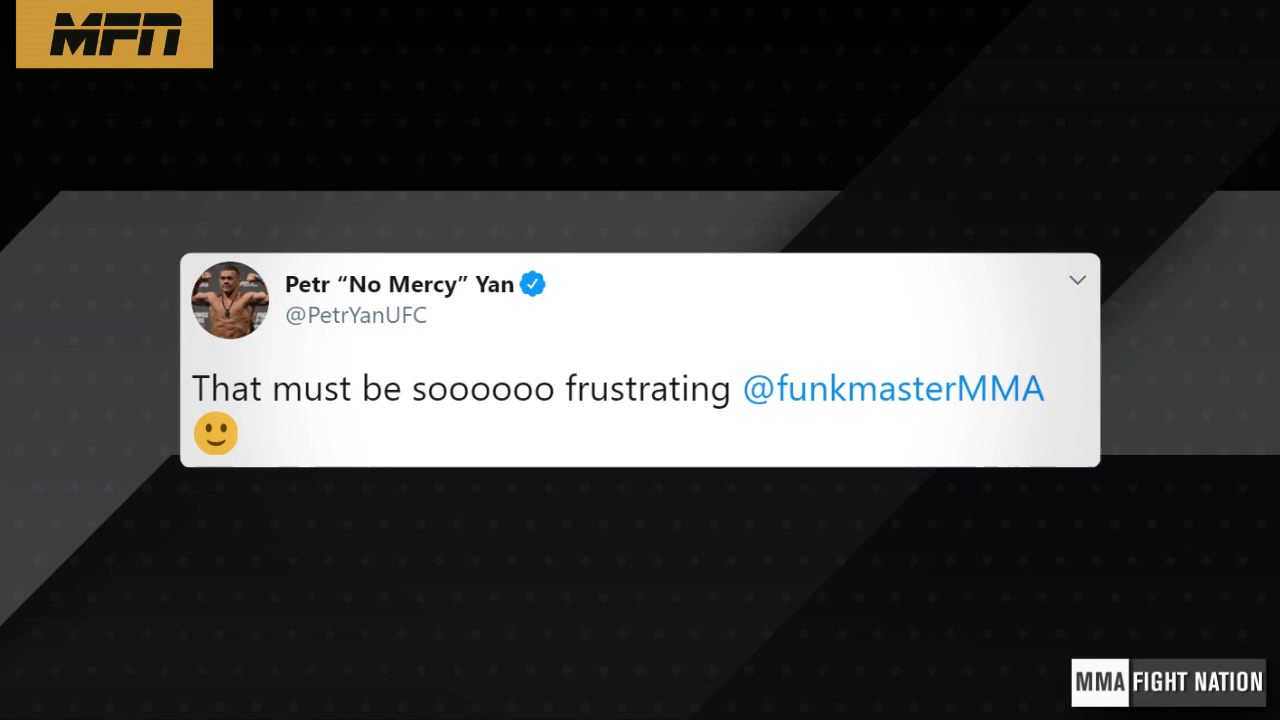 MFN
Petr “No Mercy” Yan
@PetrYanUFC
That must be soooooo frustrating @funkmasterMMA
🙂
MMA FIGHT NATION